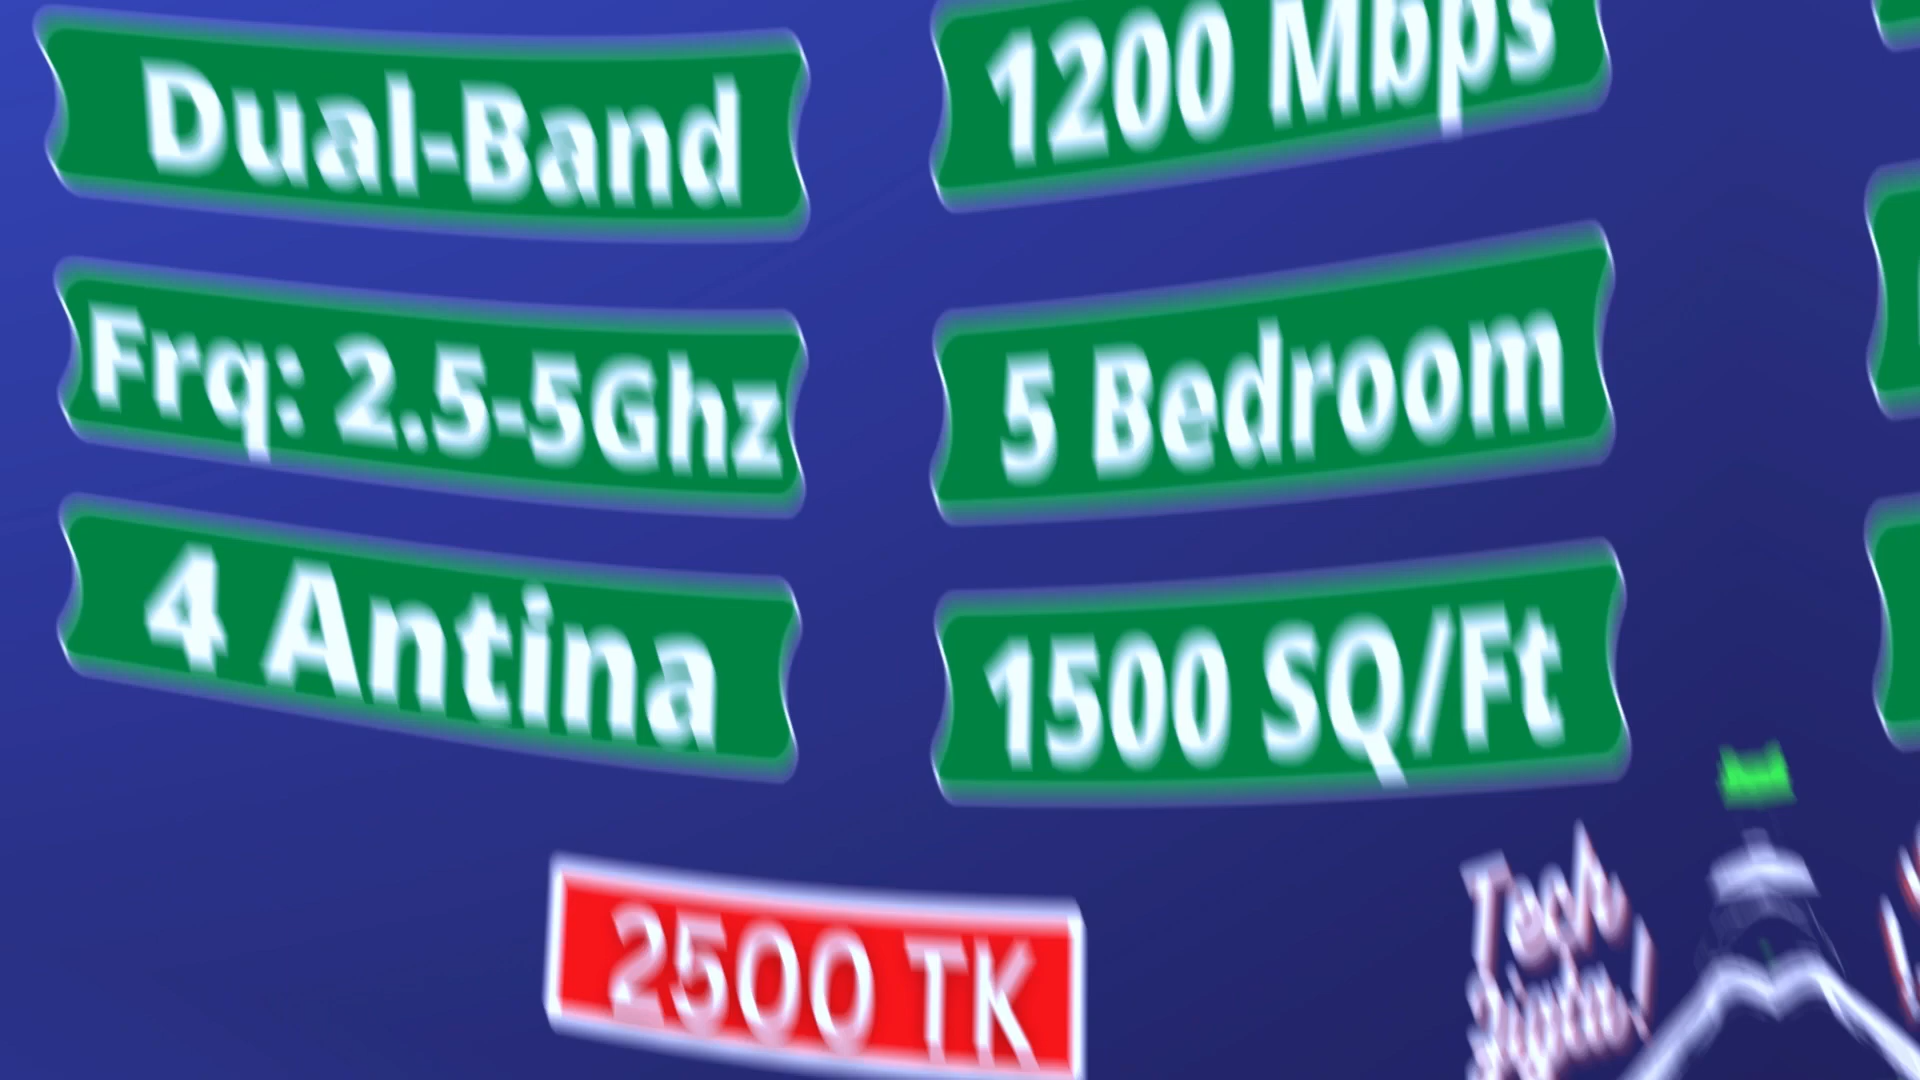 Dual-Band
1200 Mbps
Frq: 2.5-5Ghz
5 Bedroom
4 Antina
1500 SQ/Ft
2500 TK
Tech